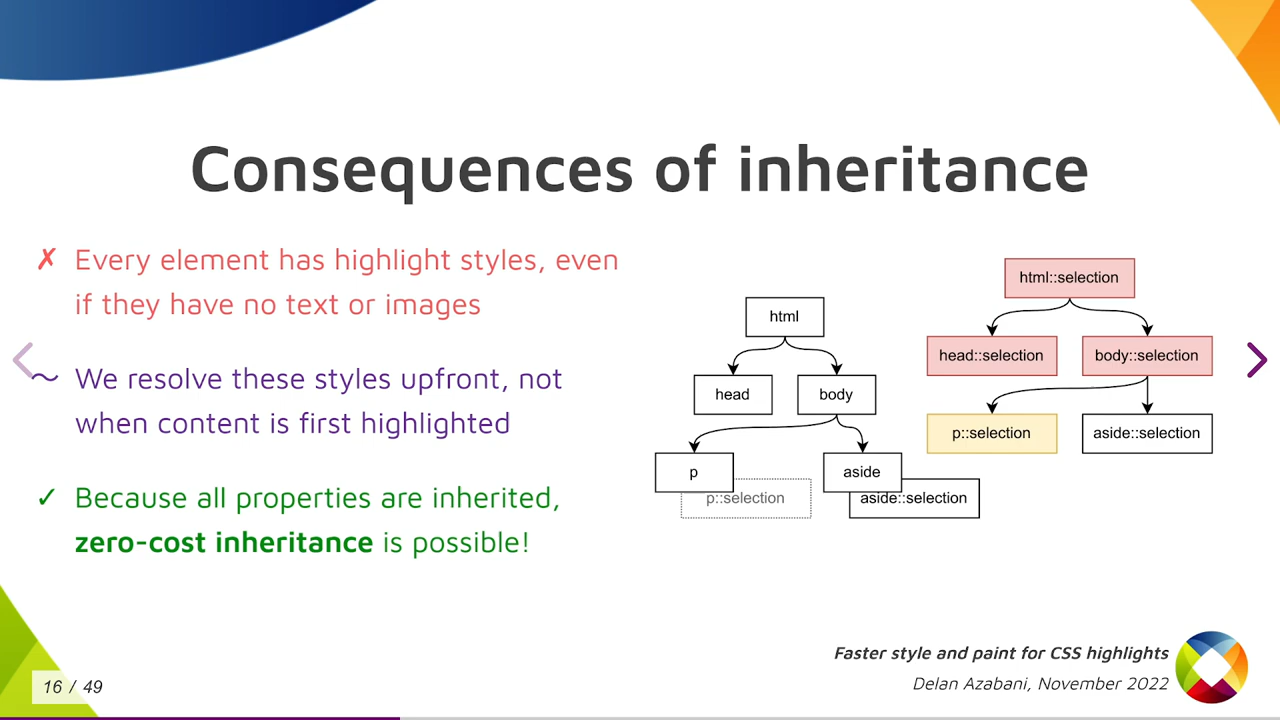 Consequences of inheritance
✗ Every element has highlight styles, even
if they have no text or images
～ We resolve these styles upfront, not
when content is first highlighted
✓ Because all properties are inherited,
zero-cost inheritance is possible!
html
head
body
p
aside
p::selection
aside::selection
html::selection
head::selection
body::selection
p::selection
aside::selection
Faster style and paint for CSS highlights
Delan Azabani, November 2022
16 / 49